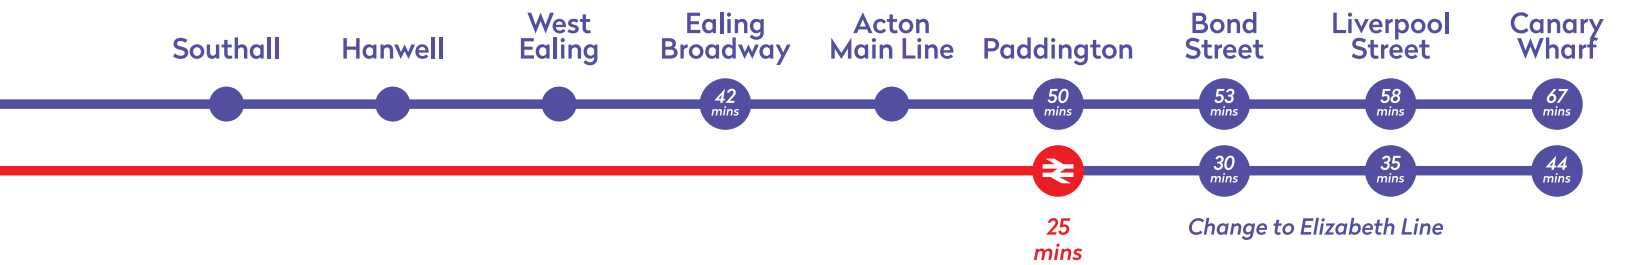 Southall
Hanwell
West
Ealing
Ealing
Broadway
Acton
Main Line
Paddington
Bond
Street
Liverpool
Street
Canary
Wharf
42
mins
50
mins
53
mins
58
mins
67
mins
30
mins
35
mins
44
mins
25
mins
Change to Elizabeth Line